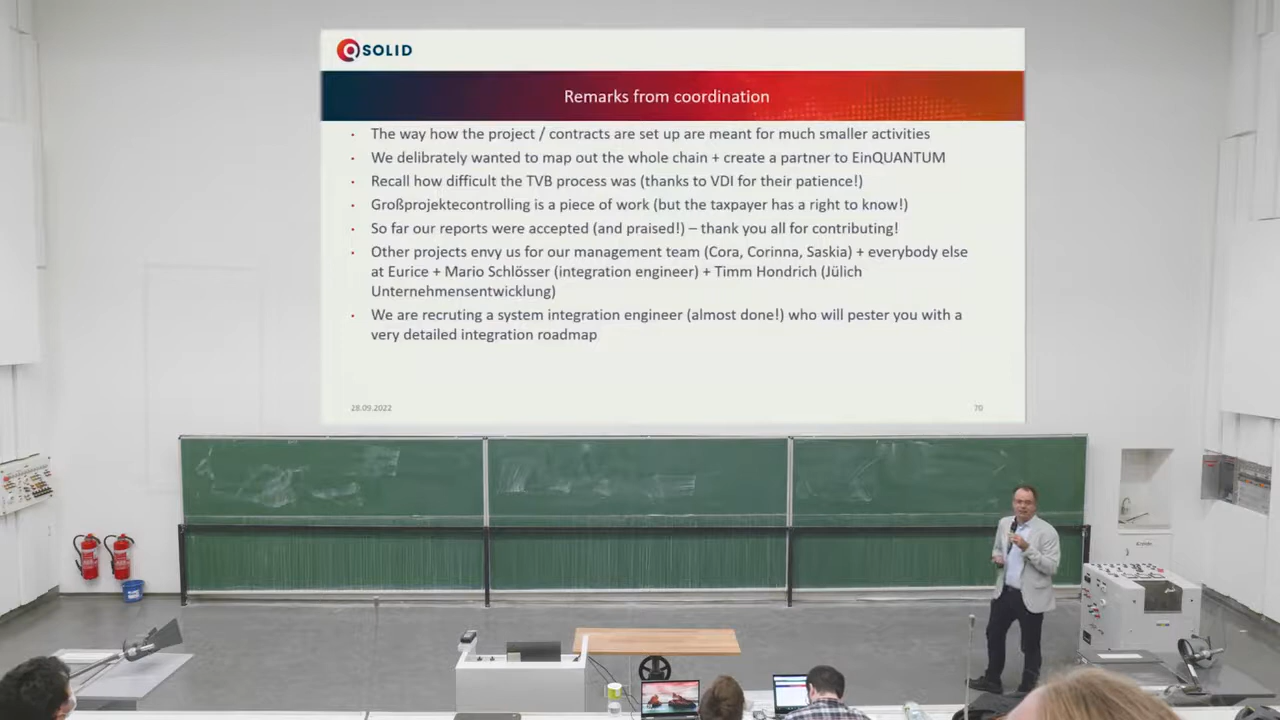 QSOLID
Remarks from coordination
• The way how the project / contracts are set up are meant for much smaller activities
• We delibrately wanted to map out the whole chain + create a partner to EinQUANTUM
• Recall how difficult the TVB process was (thanks to VDI for their patience!)
• Großprojektecontrolling is a piece of work (but the taxpayer has a right to know!)
• So far our reports were accepted (and praised!) – thank you all for contributing!
• Other projects envy us for our management team (Cora, Corinna, Saskia) + everybody else
at Eurice + Mario Schlösser (integration engineer) + Timm Hondrich (Jülich
Unternehmensentwicklung)
• We are recruting a system integration engineer (almost done!) who will pester you with a
very detailed integration roadmap
28.09.2022
70